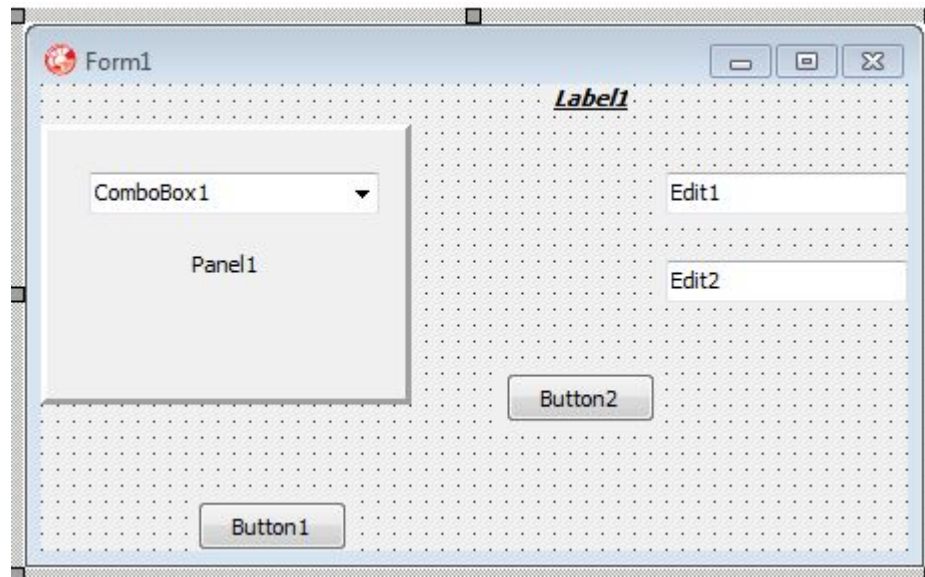 Form1
Label1
ComboBox1
Edit1
Panel1
Edit2
Button2
Button1